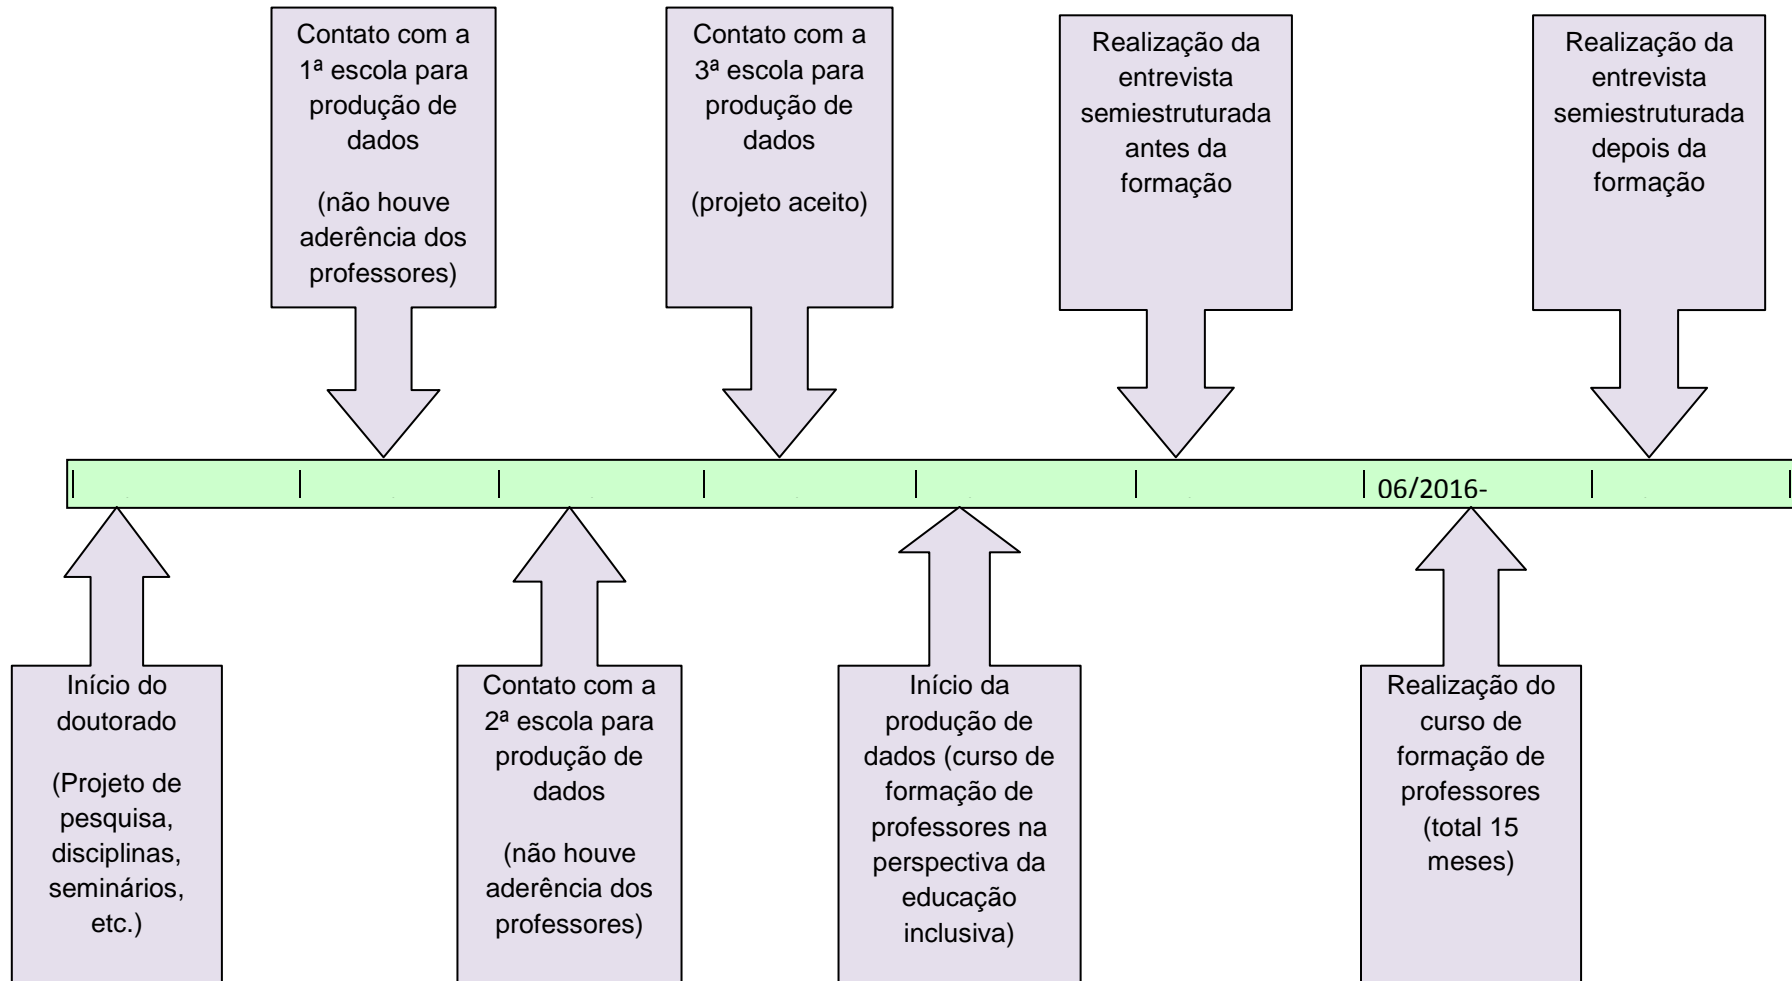 Contato com a
1ª escola para
produção de
dados
(não houve
aderência dos
professores)
Contato com a
3ª escola para
produção de
dados
(projeto aceito)
Realização da
entrevista
semiestruturada
antes da
formação
Realização da
entrevista
semiestruturada
depois da
formação
06/2016-
Início do
doutorado
(Projeto de
pesquisa,
disciplinas,
seminários,
etc.)
Contato com a
2ª escola para
produção de
dados
(não houve
aderência dos
professores)
Início da
produção de
dados (curso de
formação de
professores na
perspectiva da
educação
inclusiva)
Realização do
curso de
formação de
professores
(total 15
meses)